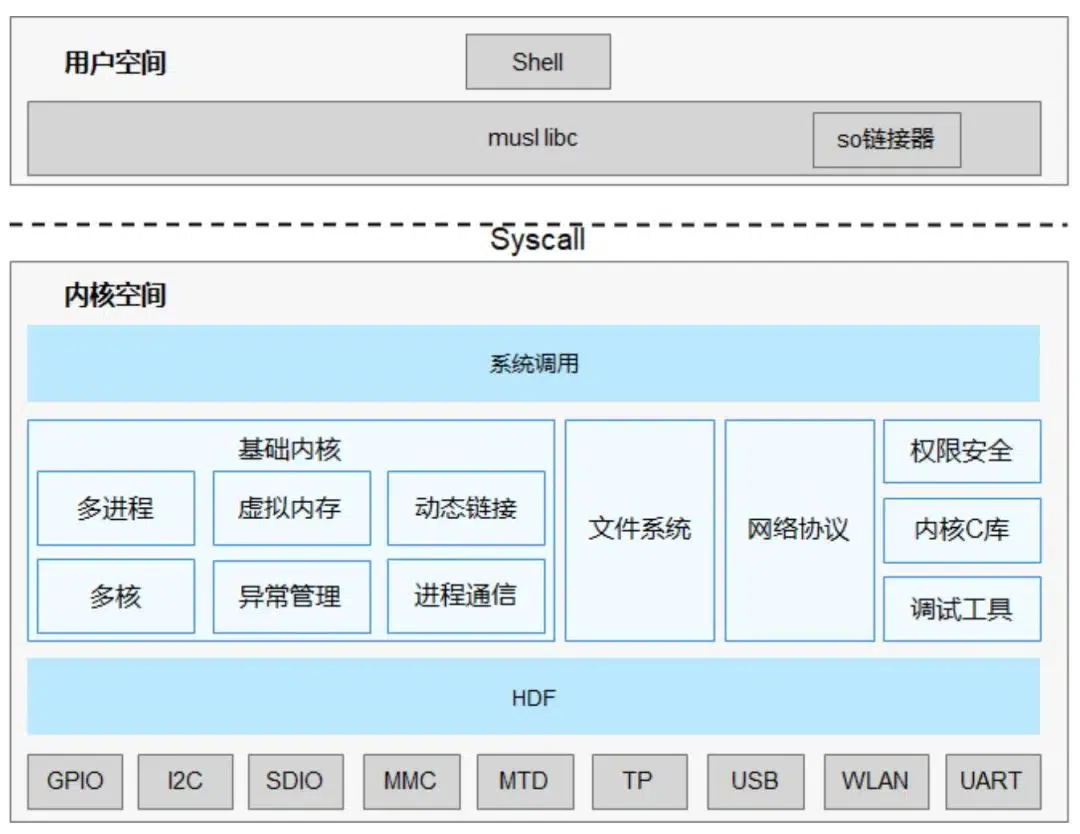 用户空间
Shell
musl libc
so链接器
Syscall
内核空间
系统调用
基础内核
多进程
虚拟内存
动态链接
多核
异常管理
进程通信
文件系统
网络协议
权限安全
内核C库
调试工具
HDF
GPIO
I2C
SDIO
MMC
MTD
TP
USB
WLAN
UART